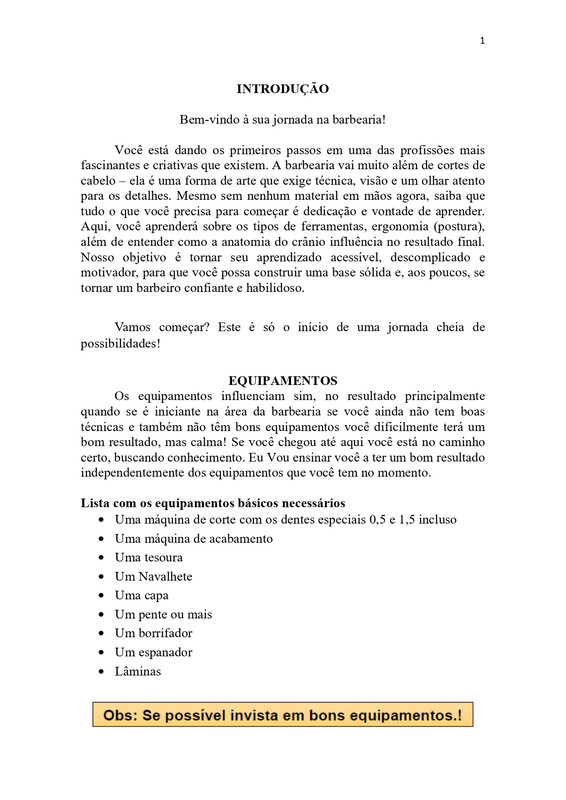 1
INTRODUÇÃO
Bem-vindo à sua jornada na barbearia!
Você está dando os primeiros passos em uma das profissões mais
fascinantes e criativas que existem. A barbearia vai muito além de cortes de
cabelo – ela é uma forma de arte que exige técnica, visão e um olhar atento
para os detalhes. Mesmo sem nenhum material em mãos agora, saiba que
tudo o que você precisa para começar é dedicação e vontade de aprender.
Aqui, você aprenderá sobre os tipos de ferramentas, ergonomia (postura),
além de entender como a anatomia do crânio influência no resultado final.
Nosso objetivo é tornar seu aprendizado acessível, descomplicado e
motivador, para que você possa construir uma base sólida e, aos poucos, se
tornar um barbeiro confiante e habilidoso.
Vamos começar? Este é só o início de uma jornada cheia de
possibilidades!
EQUIPAMENTOS
Os equipamentos influenciam sim, no resultado principalmente
quando se é iniciante na área da barbearia se você ainda não tem boas
técnicas e também não têm bons equipamentos você dificilmente terá um
bom resultado, mas calma! Se você chegou até aqui você está no caminho
certo, buscando conhecimento. Eu Vou ensinar você a ter um bom resultado
independentemente dos equipamentos que você tem no momento.
Lista com os equipamentos básicos necessários
• Uma máquina de corte com os dentes especiais 0,5 e 1,5 incluso
• Uma máquina de acabamento
• Uma tesoura
• Um Navalhete
• Uma capa
• Um pente ou mais
• Um borrifador
• Um espanador
• Lâminas
Obs: Se possível invista em bons equipamentos.!